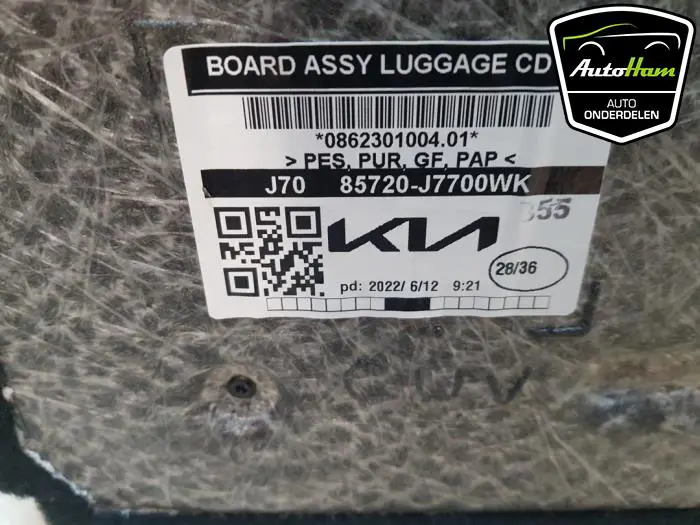 BOARD ASSY LUGGAGE CD
*0862301004.01*
> PES, PUR, GF, PAP <
J70 85720-J7700WK
355
KIA
28/36
pd: 2022/ 6/12 9:21
AutoHam
AUTO
ONDERDELEN